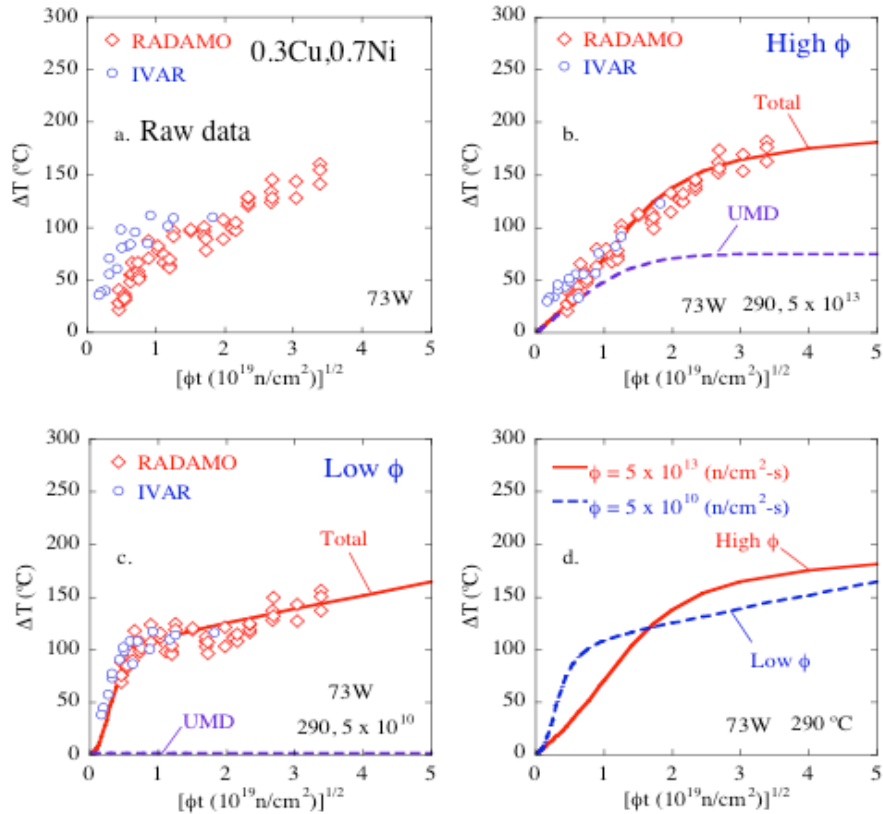 300
250
200
150
100
50
0
ΔT (ºC)
RADAMO
IVAR
0.3Cu,0.7Ni
a. Raw data
73W
0 1 2 3 4 5
[ϕt (10¹⁹n/cm²)]^1/2
300
250
200
150
100
50
0
ΔT (ºC)
RADAMO
IVAR
High ϕ
Total
b.
UMD
73W 290, 5 x 10¹³
0 1 2 3 4 5
[ϕt (10¹⁹n/cm²)]^1/2
300
250
200
150
100
50
0
ΔT (ºC)
RADAMO
IVAR
Low ϕ
c.
Total
73W
UMD
290, 5 x 10¹⁰
0 1 2 3 4 5
[ϕt (10¹⁹n/cm²)]^1/2
300
250
200
150
100
50
0
ΔT (ºC)
ϕ = 5 x 10¹³ (n/cm²-s)
ϕ = 5 x 10¹⁰ (n/cm²-s)
d.
High ϕ
Low ϕ
73W 290 ºC
0 1 2 3 4 5
[ϕt (10¹⁹n/cm²)]^1/2